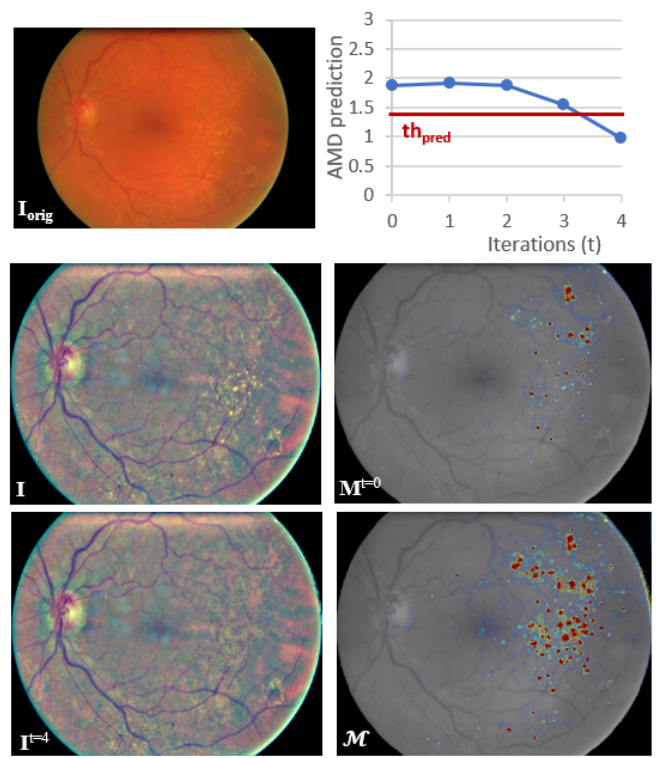 I_orig
3
2.5
2
1.5
1
0.5
0
AMD prediction
th_pred
0 1 2 3 4
Iterations (t)
I
M^t=0
I^t=4
ℳ